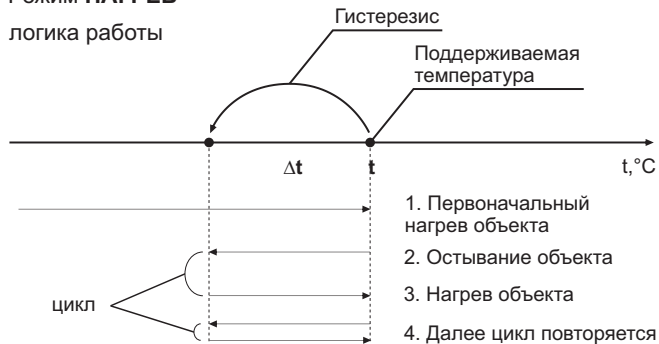 Режим НАГРЕВ
логика работы
Гистерезис
Поддерживаемая
температура
Δt
t
t,°C
1. Первоначальный
нагрев объекта
2. Остывание объекта
3. Нагрев объекта
цикл
4. Далее цикл повторяется